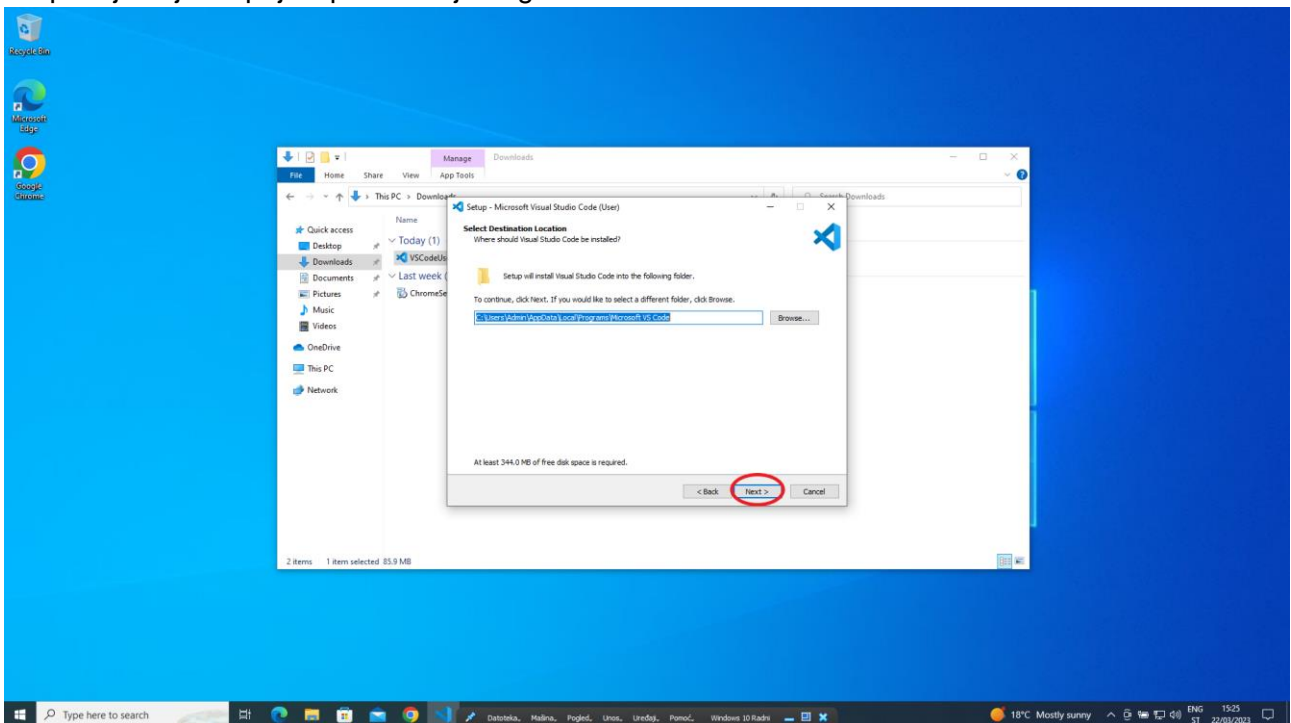 Recycle Bin
Microsoft
Edge
Google
Chrome
Manage
Downloads
File
Home
Share
View
App Tools
This PC
Downloads
Search Downloads
Name
Quick access
Desktop
Downloads
Documents
Pictures
Music
Videos
OneDrive
This PC
Network
Today (1)
VSCodeUs
Last week (
ChromeSe
Setup - Microsoft Visual Studio Code (User)
Select Destination Location
Where should Visual Studio Code be installed?
Setup will install Visual Studio Code into the following folder.
To continue, click Next. If you would like to select a different folder, click Browse.
C:\Users\Admin\AppData\Local\Programs\Microsoft VS Code
Browse...
At least 344.0 MB of free disk space is required.
< Back
Next >
Cancel
2 items
1 item selected 85.9 MB
Type here to search
Datoteka, Malina, Pogled, Unos, Uređaji, Pomoć, Windows 10 Radni
18°C Mostly sunny
ENG
ST
15:25
22/03/2023